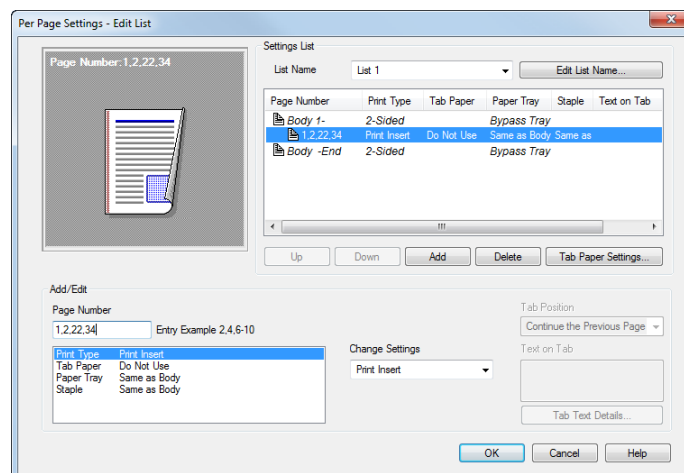 Per Page Settings - Edit List
Page Number:1,2,22,34
Settings List
List Name List 1 Edit List Name...
Page Number Print Type Tab Paper Paper Tray Staple Text on Tab
Body 1- 2-Sided Bypass Tray
1,2,22,34 Print Insert Do Not Use Same as Body Same as
Body -End 2-Sided Bypass Tray
Up Down Add Delete Tab Paper Settings...
Add/Edit
Page Number
1,2,22,34 Entry Example 2,4,6-10
Print Type Print Insert
Tab Paper Do Not Use
Paper Tray Same as Body
Staple Same as Body
Change Settings
Print Insert
Tab Position
Continue the Previous Page
Text on Tab
Tab Text Details...
OK Cancel Help